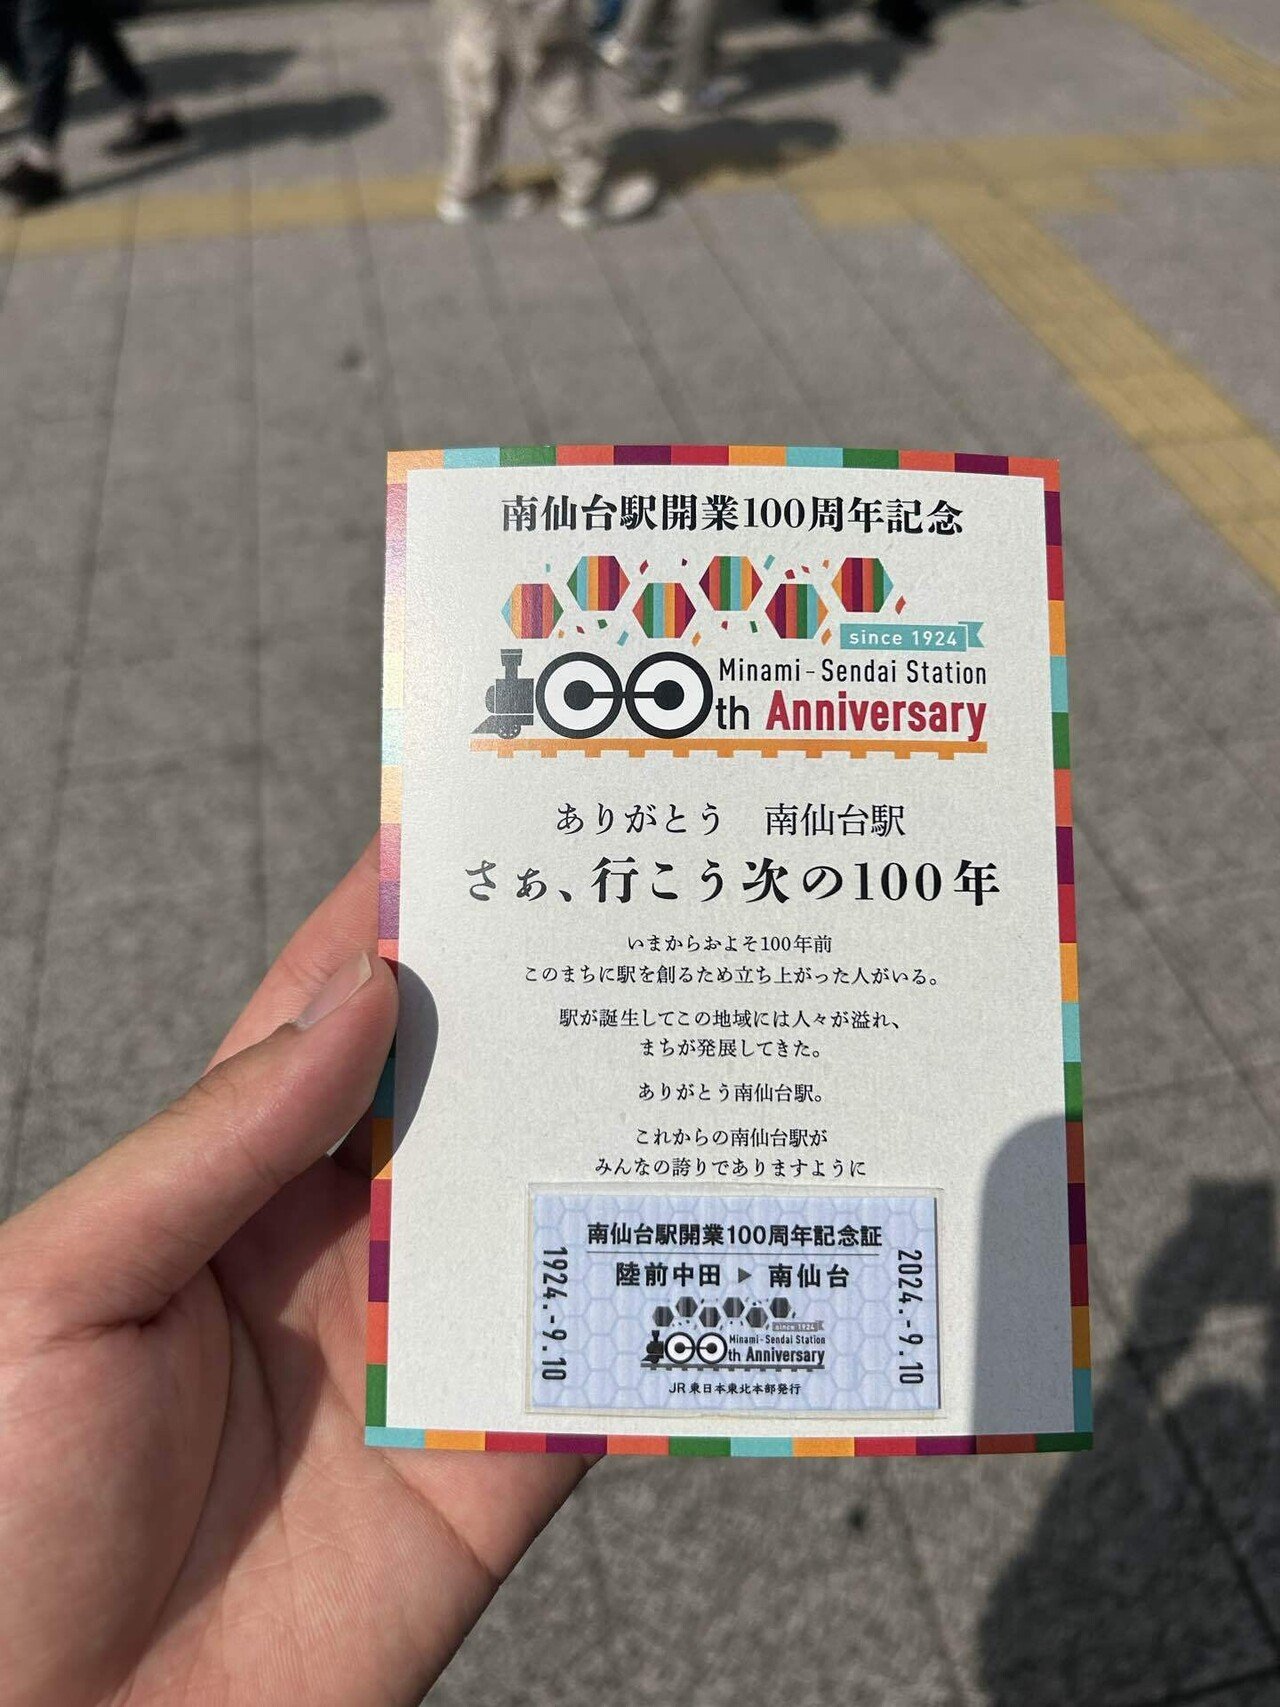 南仙台駅開業100周年記念
since 1924
Minami-Sendai Station
100th Anniversary
ありがとう 南仙台駅
さぁ、行こう次の100年
いまからおよそ100年前
このまちに駅を創るため立ち上がった人がいる。
駅が誕生してこの地域には人々が溢れ、
まちが発展してきた。
ありがとう南仙台駅。
これからの南仙台駅が
みんなの誇りでありますように
南仙台駅開業100周年記念証
陸前中田 ▶ 南仙台
1924.-9.10
2024.-9.10
since 1924
Minami-Sendai Station
100th Anniversary
JR東日本東北本部発行